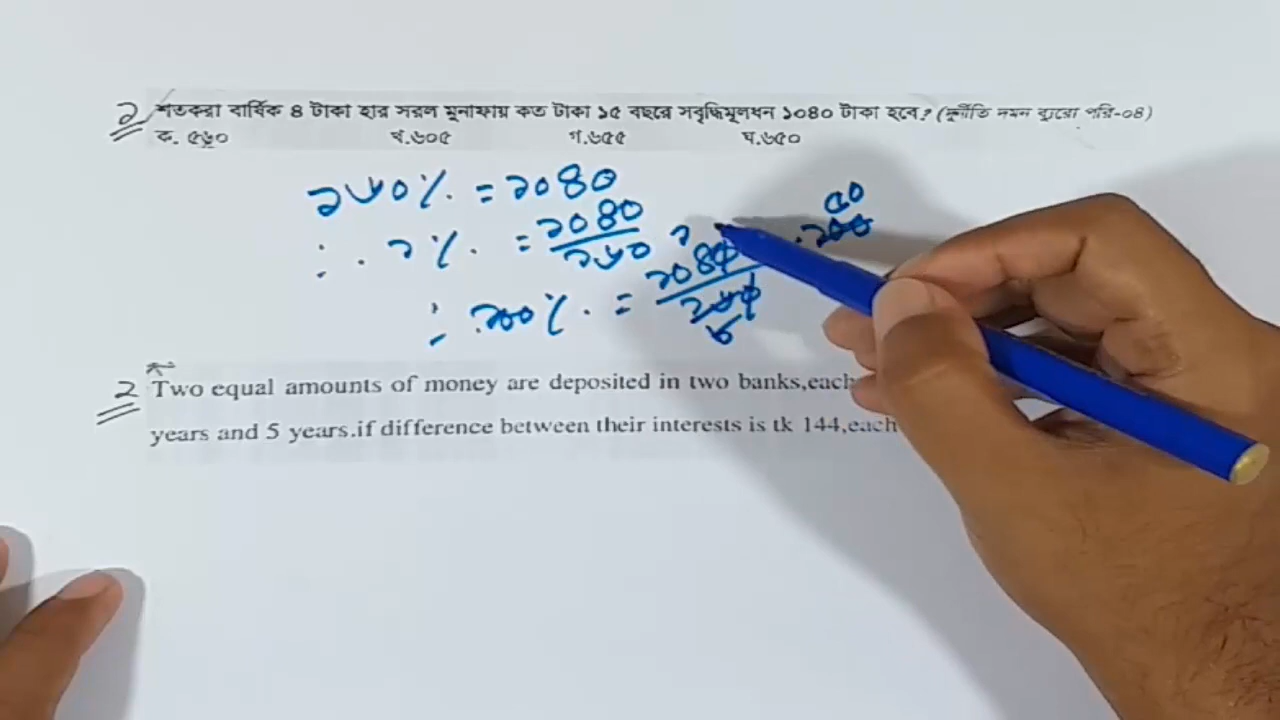 ১ শতকরা বার্ষিক ৪ টাকা হার সরল মুনাফায় কত টাকা ১৫ বছরে সবৃদ্ধিমূলধন ১০৪০ টাকা হবে? (দুর্নীতি দমন ব্যুরো পরি-০৪)
ক. ৫৬০ খ.৬০৫ গ.৬৫৫ ঘ.৬৫০
১৬০% = ১০৪০
∴ ১% = ১০৪০ / ১৬০
∴ ১০০% = ১০৪০
2 Two equal amounts of money are deposited in two banks,each
years and 5 years.if difference between their interests is tk 144,each